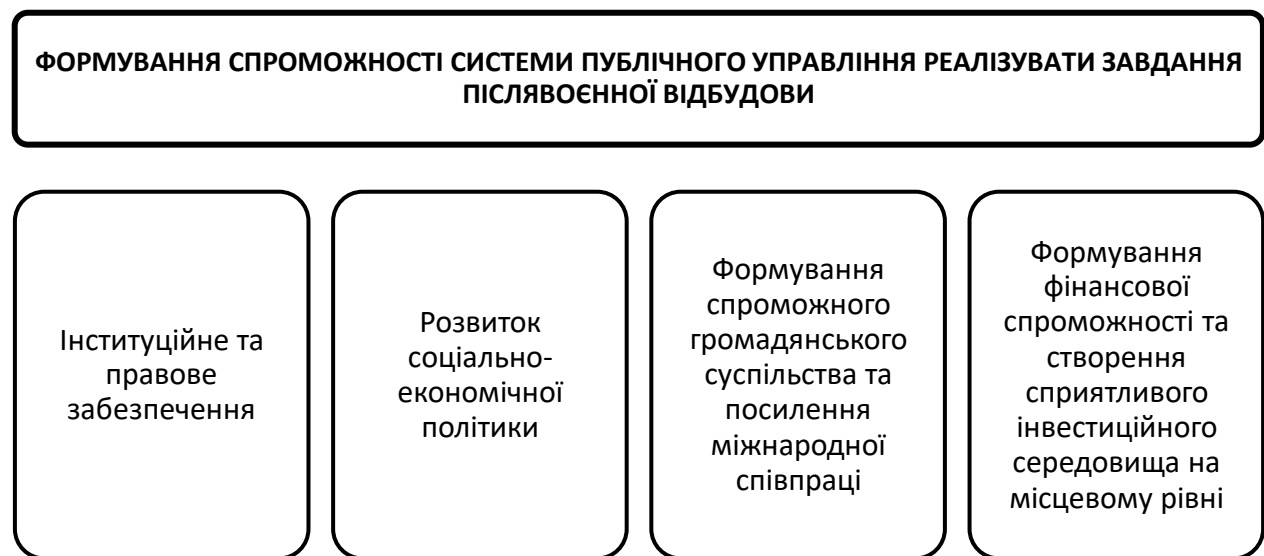 ФОРМУВАННЯ СПРОМОЖНОСТІ СИСТЕМИ ПУБЛІЧНОГО УПРАВЛІННЯ РЕАЛІЗУВАТИ ЗАВДАННЯ
ПІСЛЯВОЄННОЇ ВІДБУДОВИ
Інституційне та
правове
забезпечення
Розвиток
соціально-
економічної
політики
Формування
спроможного
громадянського
суспільства та
посилення
міжнародної
співпраці
Формування
фінансової
спроможності та
створення
сприятливого
інвестиційного
середовища на
місцевому рівні